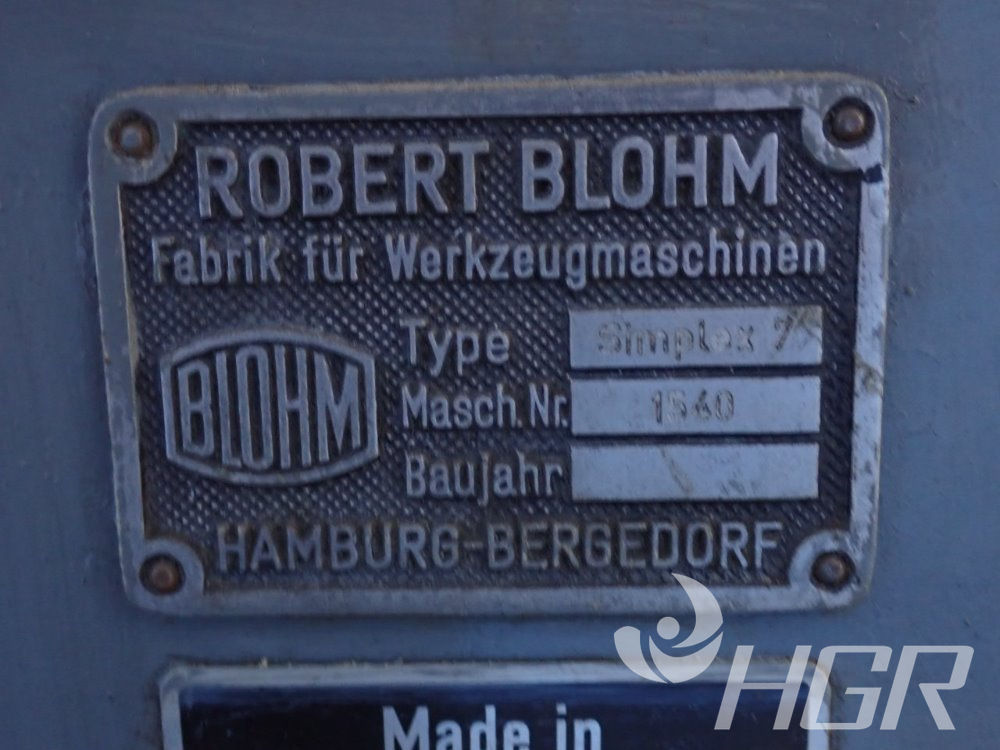 ROBERT BLOHM
Fabrik für Werkzeugmaschinen
Type Simplex 7
BLOHM
Masch.Nr. 1540
Baujahr
HAMBURG-BERGEDORF
HGR
Made in